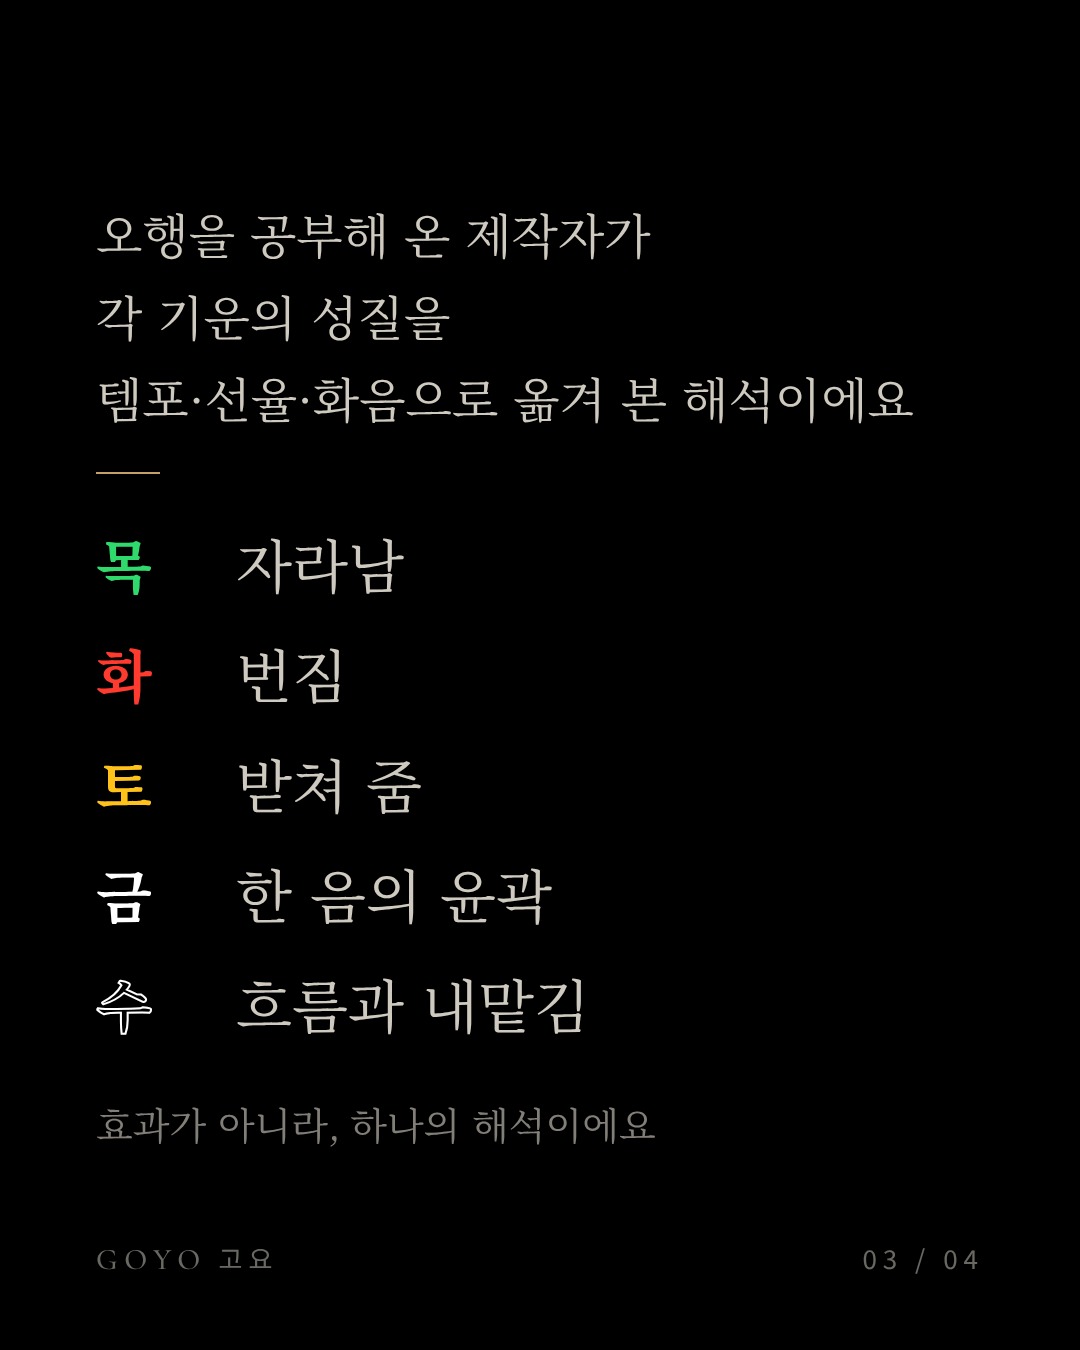 오행을 공부해 온 제작자가
각 기운의 성질을
템포·선율·화음으로 옮겨 본 해석이에요
목 자라남
화 번짐
토 받쳐 줌
금 한 음의 윤곽
수 흐름과 내맡김
효과가 아니라, 하나의 해석이에요
GOYO 고요 03 / 04